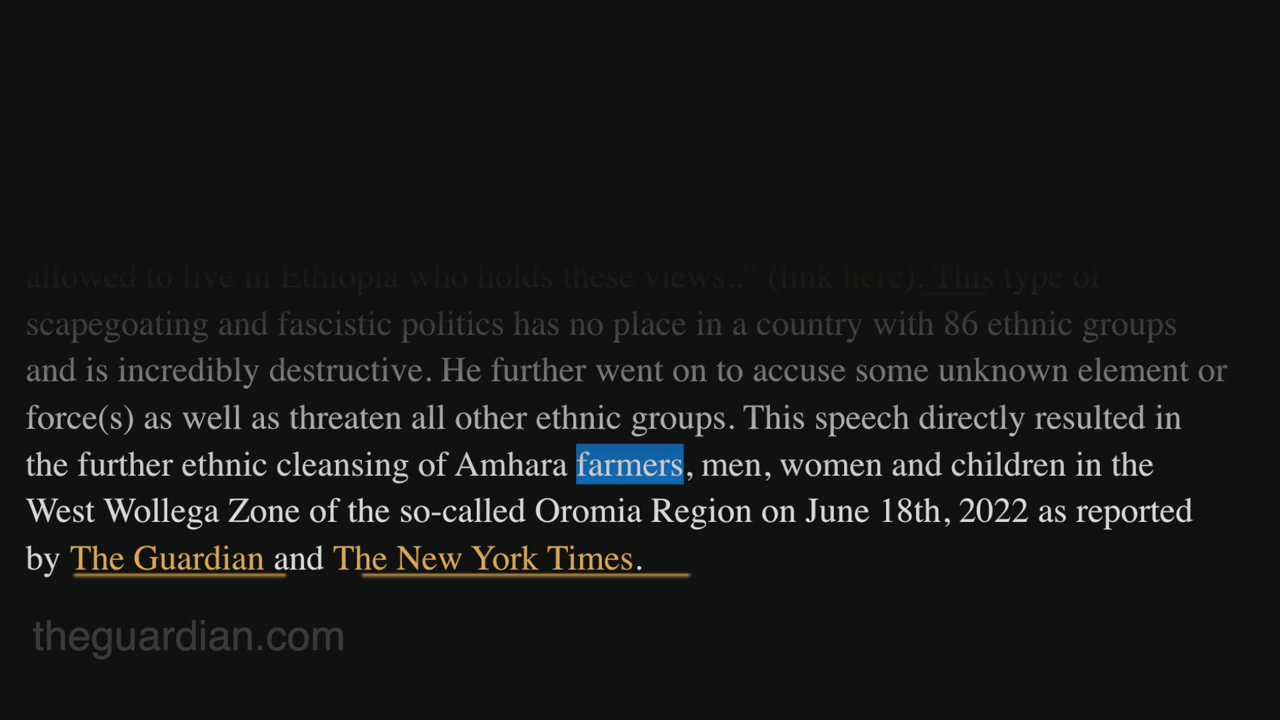 allowed to live in Ethiopia who holds these views.." (link here). This type of
scapegoating and fascistic politics has no place in a country with 86 ethnic groups
and is incredibly destructive. He further went on to accuse some unknown element or
force(s) as well as threaten all other ethnic groups. This speech directly resulted in
the further ethnic cleansing of Amhara farmers, men, women and children in the
West Wollega Zone of the so-called Oromia Region on June 18th, 2022 as reported
by The Guardian and The New York Times.
theguardian.com